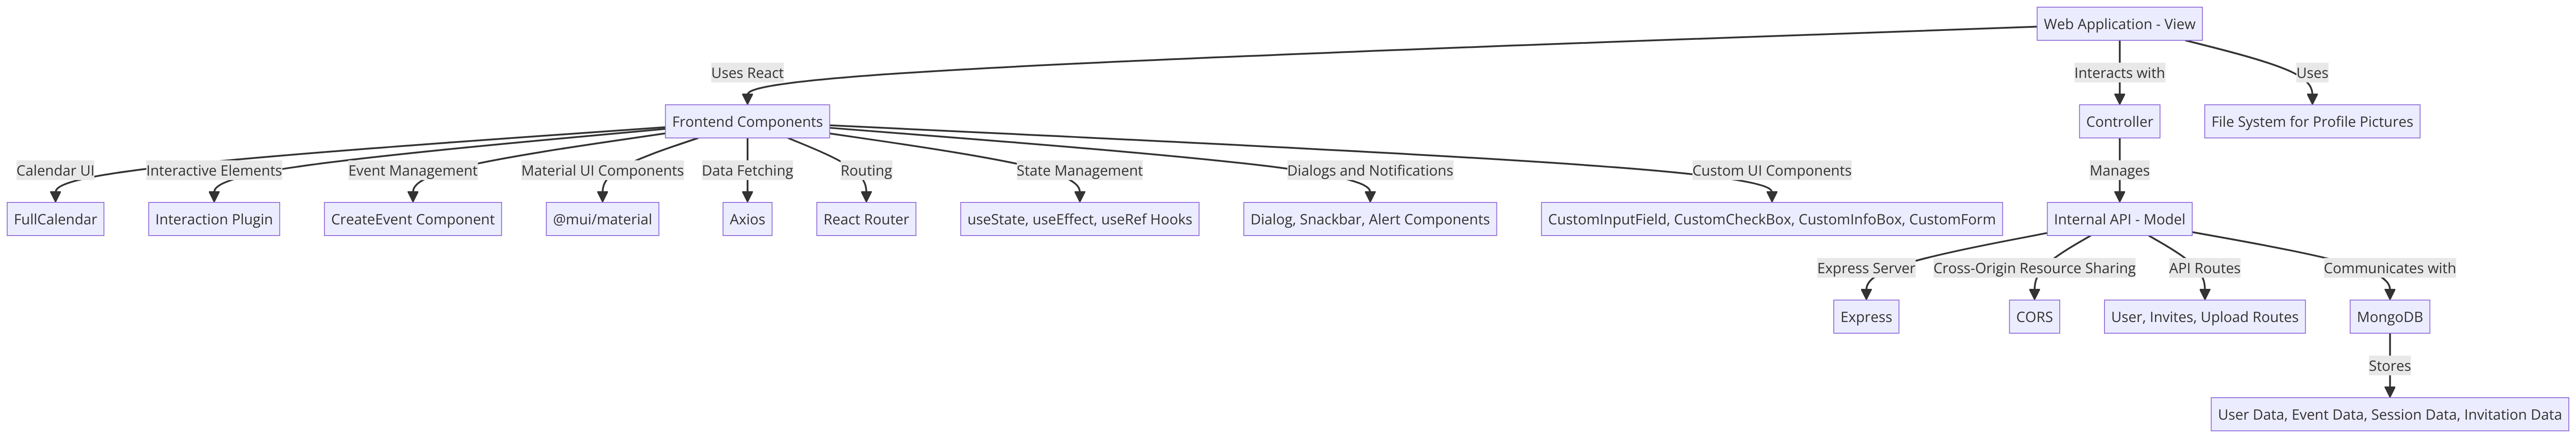 Web Application - View
Uses React
Interacts with
Uses
Frontend Components
Controller
File System for Profile Pictures
Calendar UI
Interactive Elements
Event Management
Material UI Components
Data Fetching
Routing
State Management
Dialogs and Notifications
Custom UI Components
Manages
FullCalendar
Interaction Plugin
CreateEvent Component
@mui/material
Axios
React Router
useState, useEffect, useRef Hooks
Dialog, Snackbar, Alert Components
CustomInputField, CustomCheckBox, CustomInfoBox, CustomForm
Internal API - Model
Express Server
Cross-Origin Resource Sharing
API Routes
Communicates with
Express
CORS
User, Invites, Upload Routes
MongoDB
Stores
User Data, Event Data, Session Data, Invitation Data